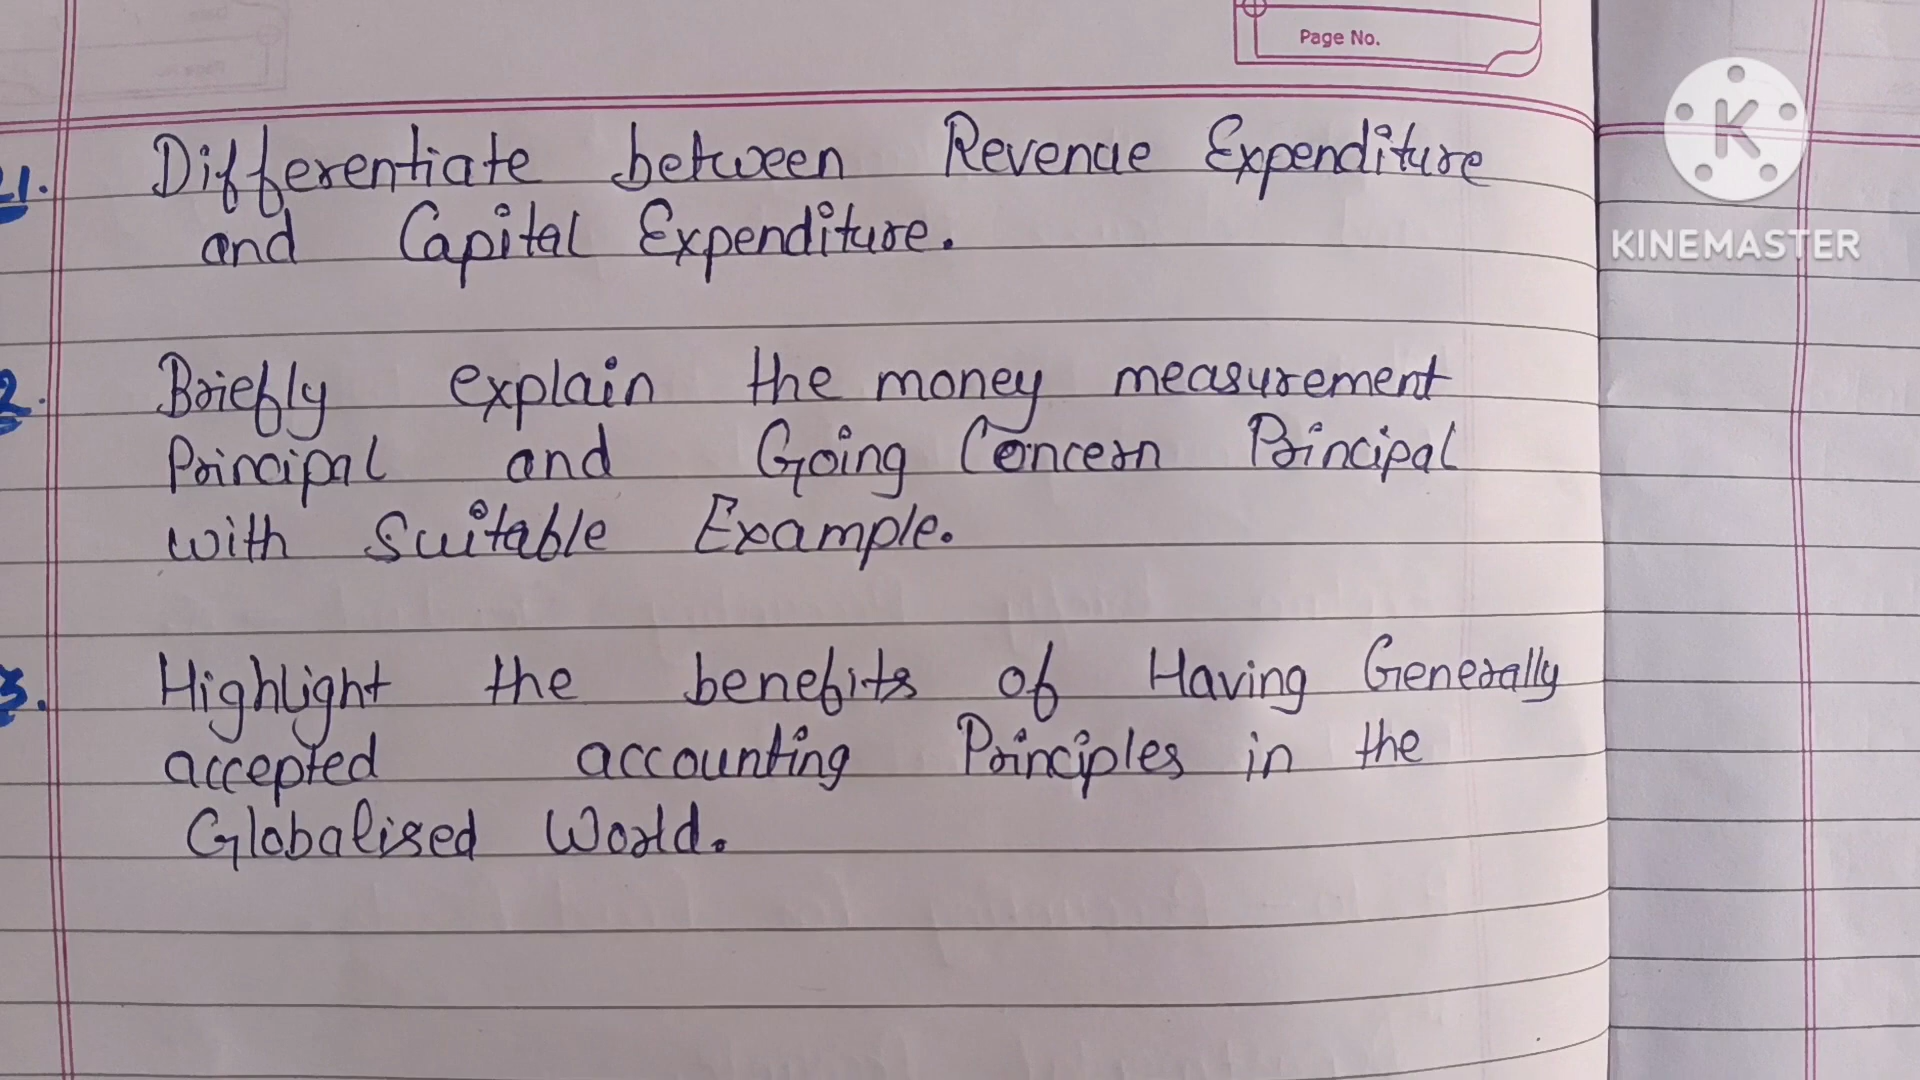 Page No.
K
KINEMASTER
1. Differentiate between Revenue Expenditure
and Capital Expenditure.
2. Briefly explain the money measurement
Principal and Going Concern Principal
with Suitable Example.
3. Highlight the benefits of Having Generally
accepted accounting Principles in the
Globalised World.